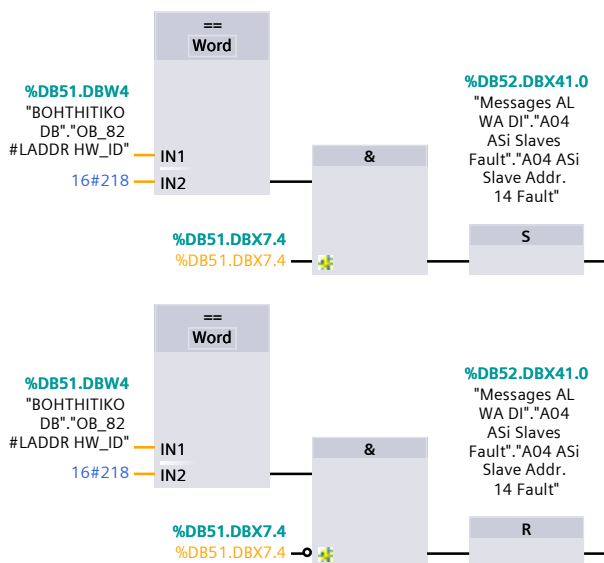 ==
Word
%DB51.DBW4
"BOHTHITIKO
DB"."OB_82
#LADDR HW_ID"
IN1
16#218
IN2
&
%DB51.DBX7.4
%DB51.DBX7.4
%DB52.DBX41.0
"Messages AL
WA DI"."A04
ASi Slaves
Fault"."A04 ASi
Slave Addr.
14 Fault"
S
==
Word
%DB51.DBW4
"BOHTHITIKO
DB"."OB_82
#LADDR HW_ID"
IN1
16#218
IN2
&
%DB51.DBX7.4
%DB51.DBX7.4
%DB52.DBX41.0
"Messages AL
WA DI"."A04
ASi Slaves
Fault"."A04 ASi
Slave Addr.
14 Fault"
R